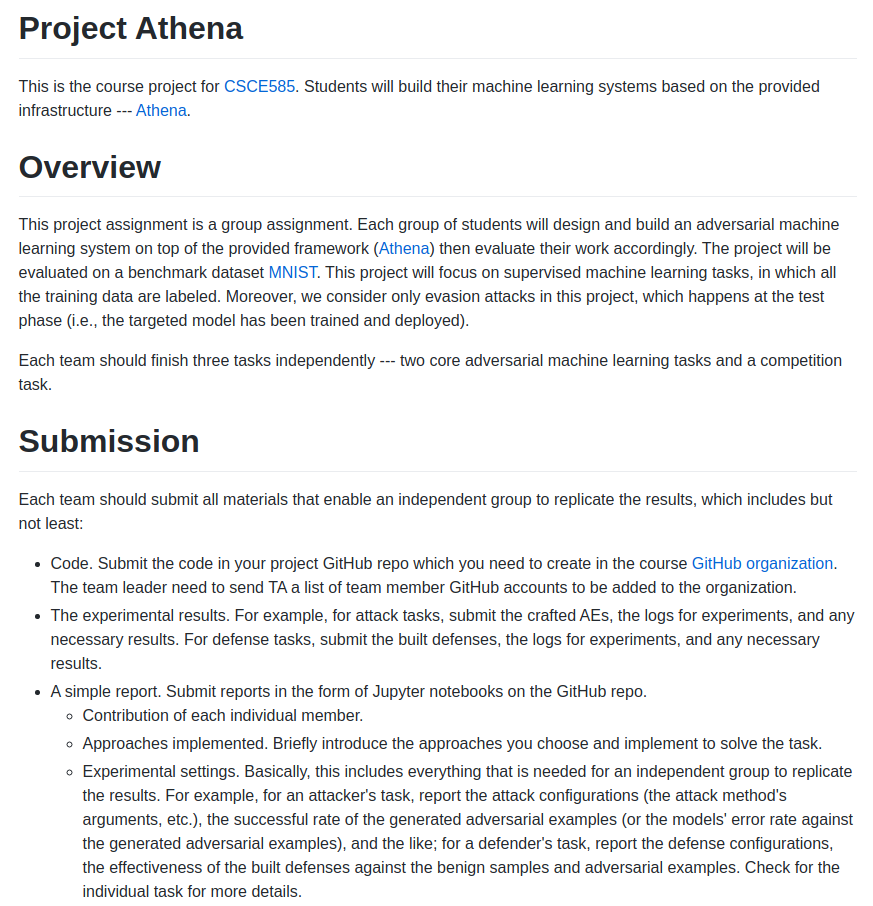 Project Athena
This is the course project for CSCE585. Students will build their machine learning systems based on the provided
infrastructure --- Athena.
Overview
This project assignment is a group assignment. Each group of students will design and build an adversarial machine
learning system on top of the provided framework (Athena) then evaluate their work accordingly. The project will be
evaluated on a benchmark dataset MNIST. This project will focus on supervised machine learning tasks, in which all
the training data are labeled. Moreover, we consider only evasion attacks in this project, which happens at the test
phase (i.e., the targeted model has been trained and deployed).
Each team should finish three tasks independently --- two core adversarial machine learning tasks and a competition
task.
Submission
Each team should submit all materials that enable an independent group to replicate the results, which includes but
not least:
• Code. Submit the code in your project GitHub repo which you need to create in the course GitHub organization.
The team leader need to send TA a list of team member GitHub accounts to be added to the organization.
• The experimental results. For example, for attack tasks, submit the crafted AEs, the logs for experiments, and any
necessary results. For defense tasks, submit the built defenses, the logs for experiments, and any necessary
results.
• A simple report. Submit reports in the form of Jupyter notebooks on the GitHub repo.
◦ Contribution of each individual member.
◦ Approaches implemented. Briefly introduce the approaches you choose and implement to solve the task.
◦ Experimental settings. Basically, this includes everything that is needed for an independent group to replicate
the results. For example, for an attacker's task, report the attack configurations (the attack method's
arguments, etc.), the successful rate of the generated adversarial examples (or the models' error rate against
the generated adversarial examples), and the like; for a defender's task, report the defense configurations,
the effectiveness of the built defenses against the benign samples and adversarial examples. Check for the
individual task for more details.